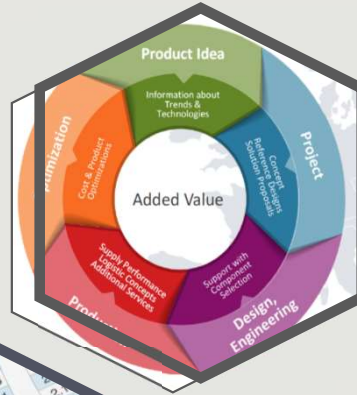 Product Idea
Information about
Trends &
Technologies
Project
Concept
Reference Designs
Solution Proposals
Design,
Engineering
Support with
Component
Selection
Supply Performance
Logistic Concepts
Additional Services
Cost & Product
Optimizations
Added Value